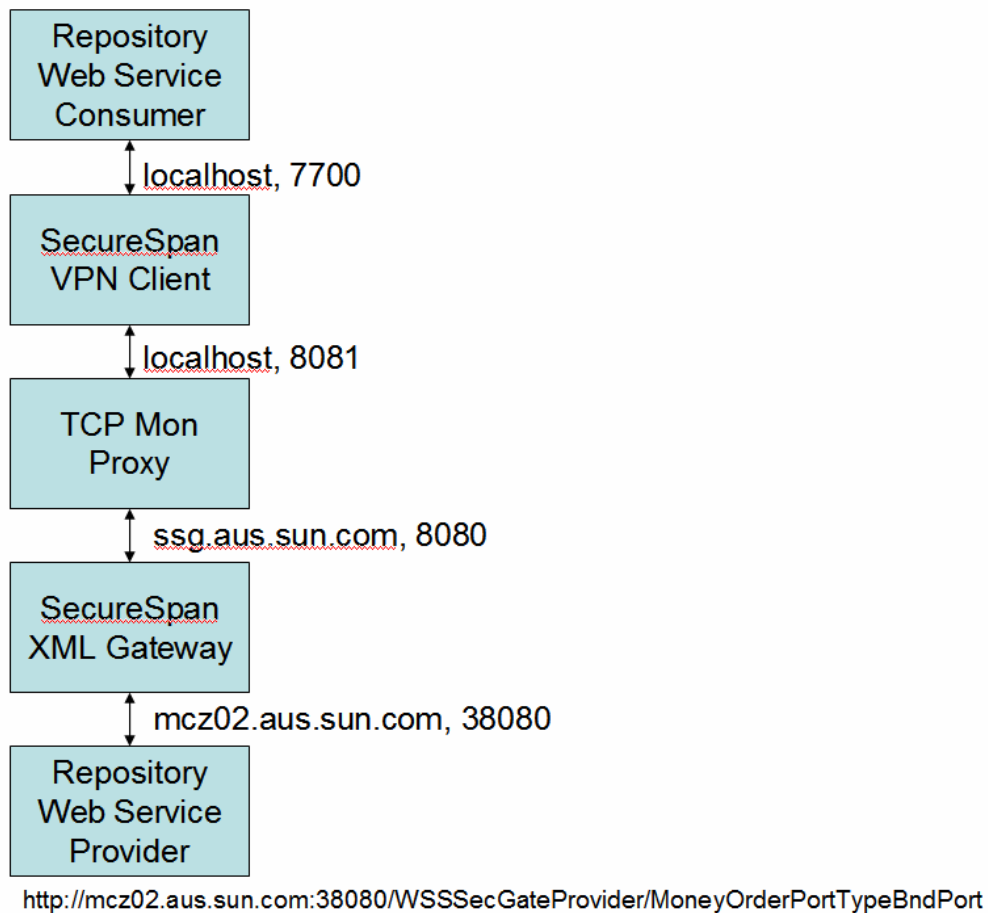 Repository
Web Service
Consumer
localhost, 7700
SecureSpan
VPN Client
localhost, 8081
TCP Mon
Proxy
ssg.aus.sun.com, 8080
SecureSpan
XML Gateway
mcz02.aus.sun.com, 38080
Repository
Web Service
Provider
http://mcz02.aus.sun.com:38080/WSSSecGateProvider/MoneyOrderPortTypeBndPort